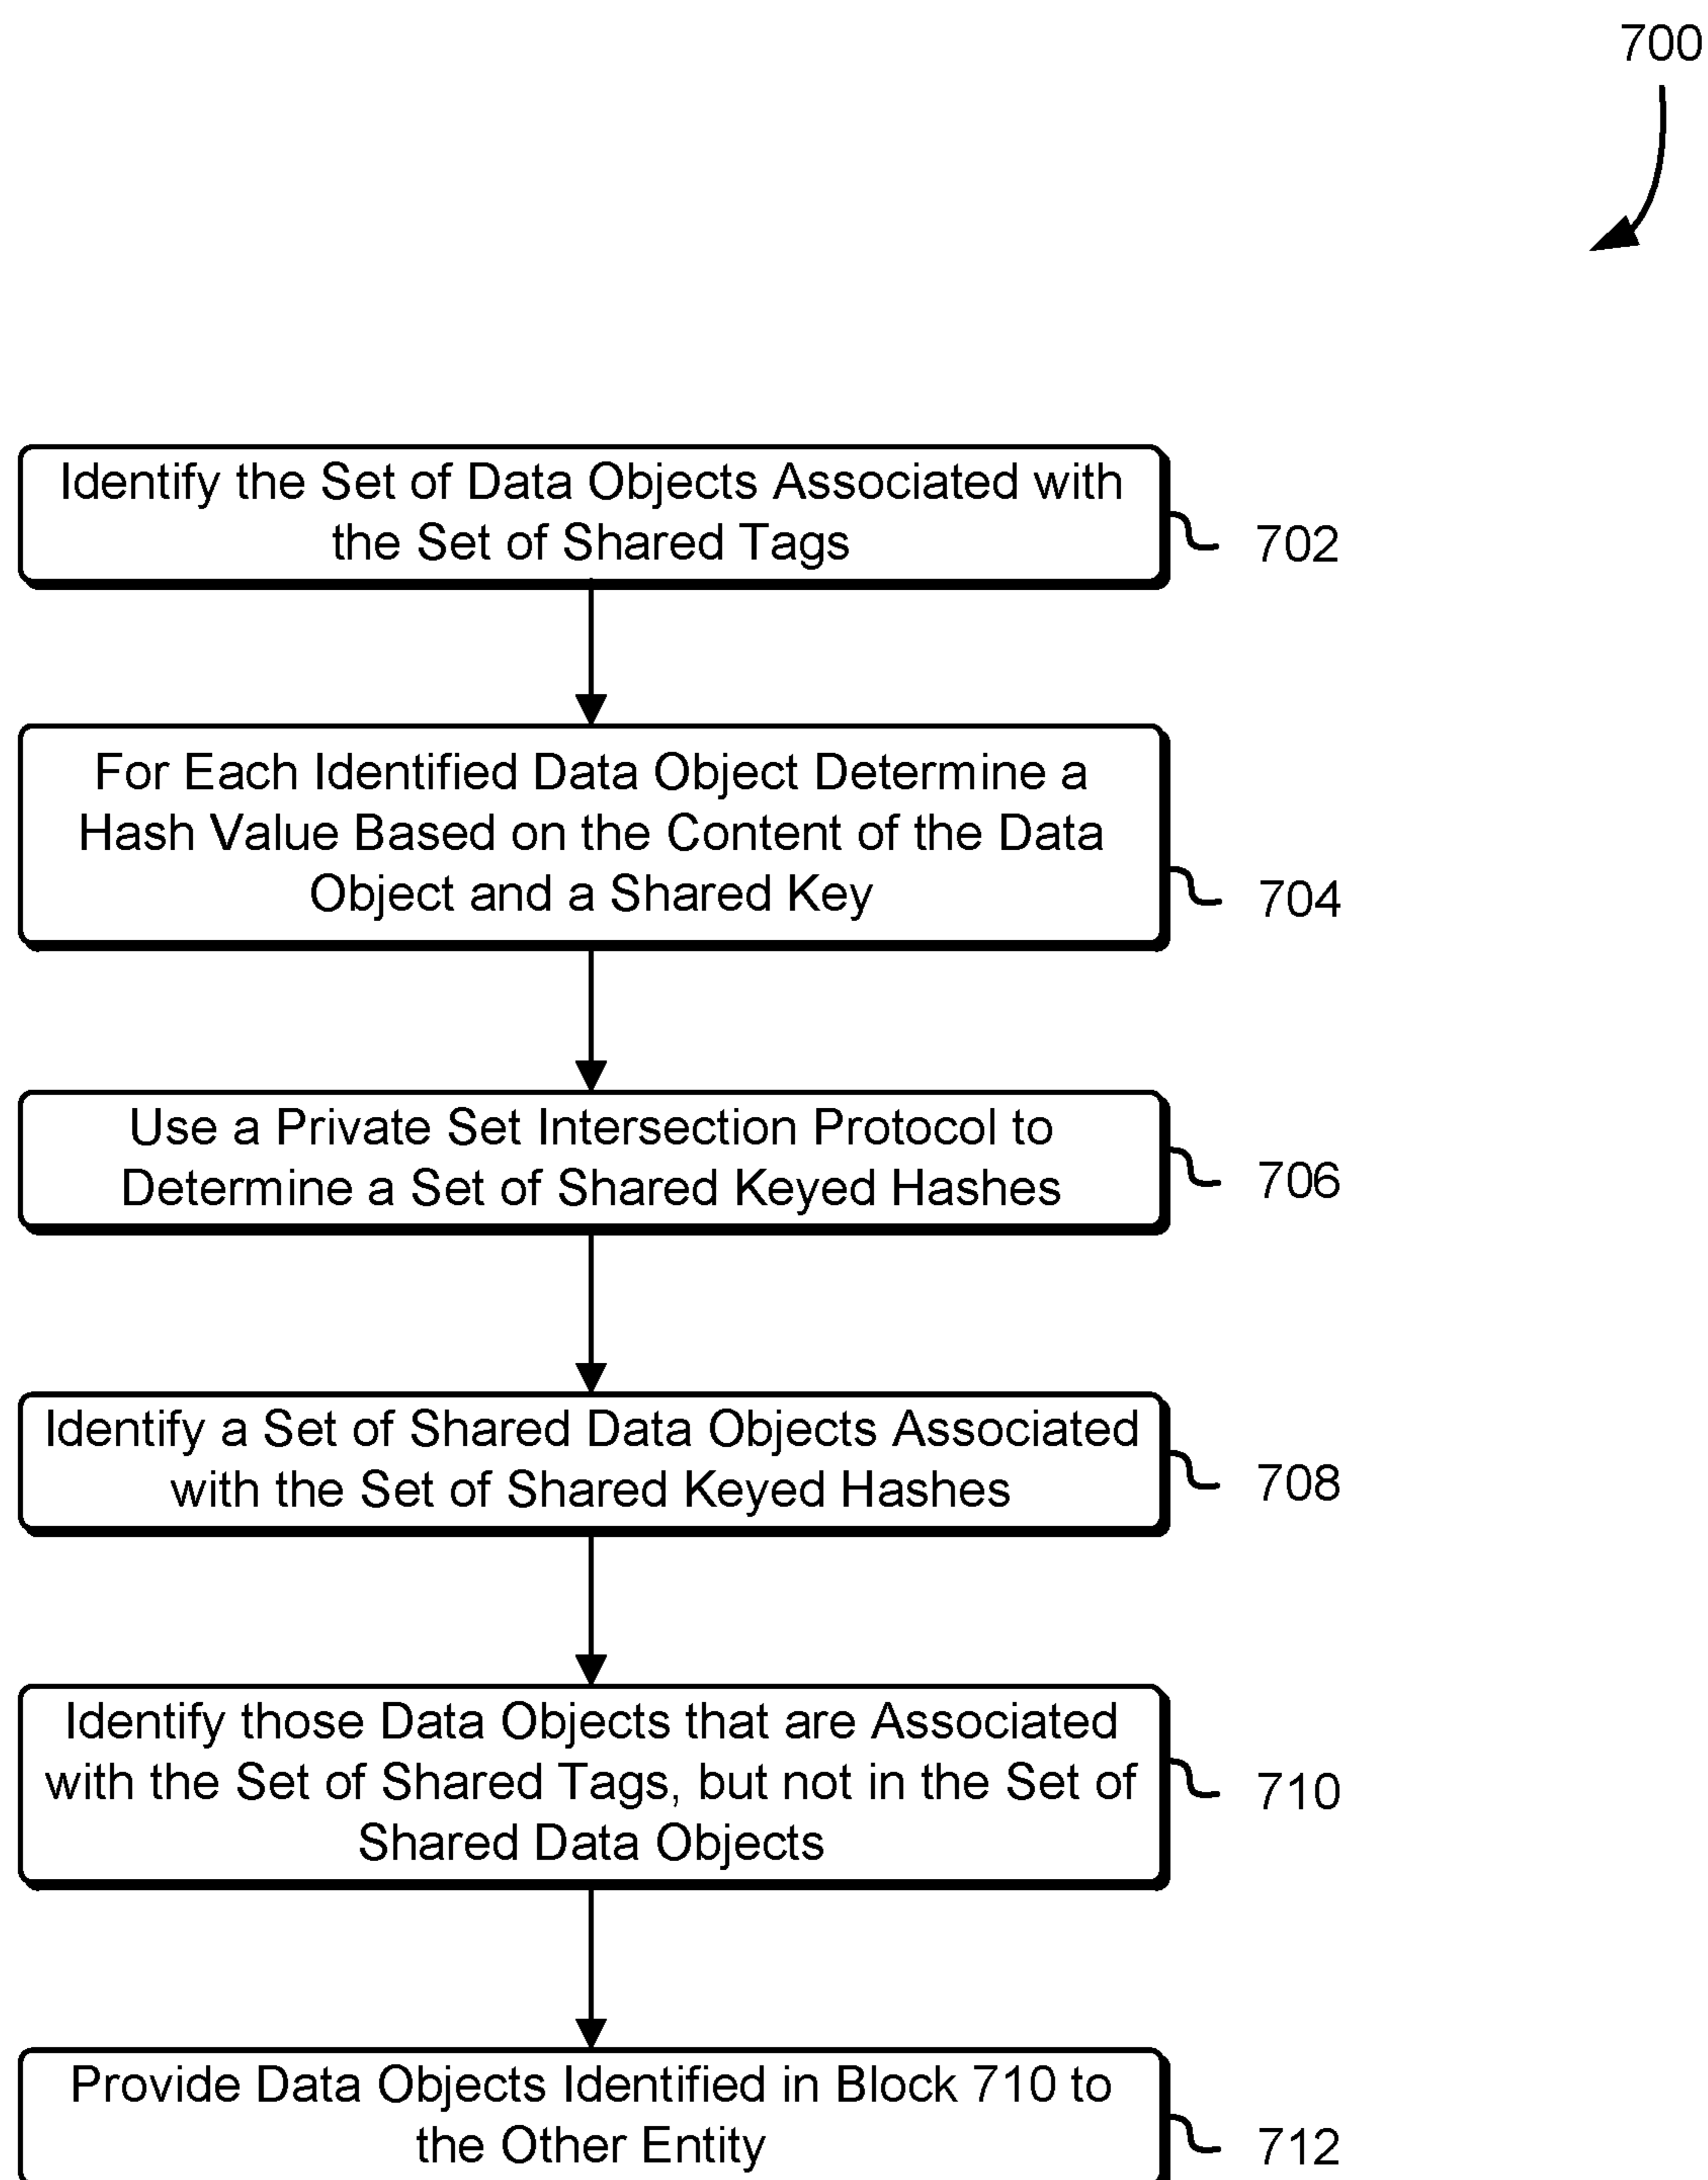 700
Identify the Set of Data Objects Associated with
the Set of Shared Tags
702
For Each Identified Data Object Determine a
Hash Value Based on the Content of the Data
Object and a Shared Key
704
Use a Private Set Intersection Protocol to
Determine a Set of Shared Keyed Hashes
706
Identify a Set of Shared Data Objects Associated
with the Set of Shared Keyed Hashes
708
Identify those Data Objects that are Associated
with the Set of Shared Tags, but not in the Set of
Shared Data Objects
710
Provide Data Objects Identified in Block 710 to
the Other Entity
712